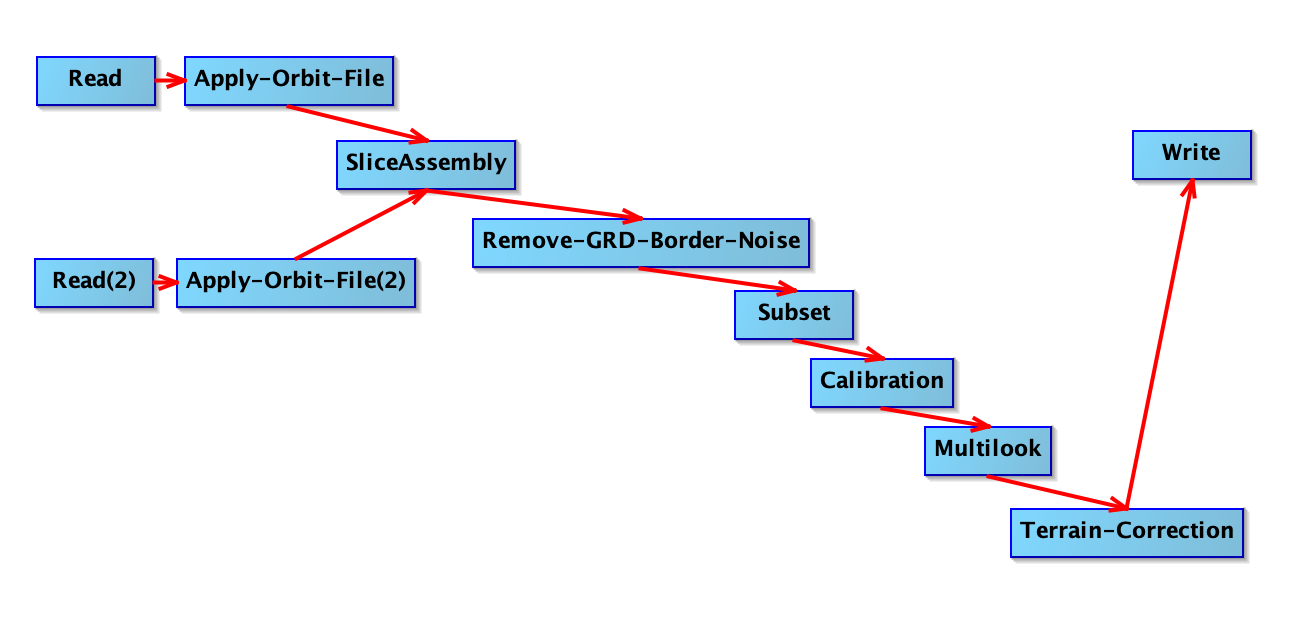 Read
Apply-Orbit-File
SliceAssembly
Write
Remove-GRD-Border-Noise
Read(2)
Apply-Orbit-File(2)
Subset
Calibration
Multilook
Terrain-Correction